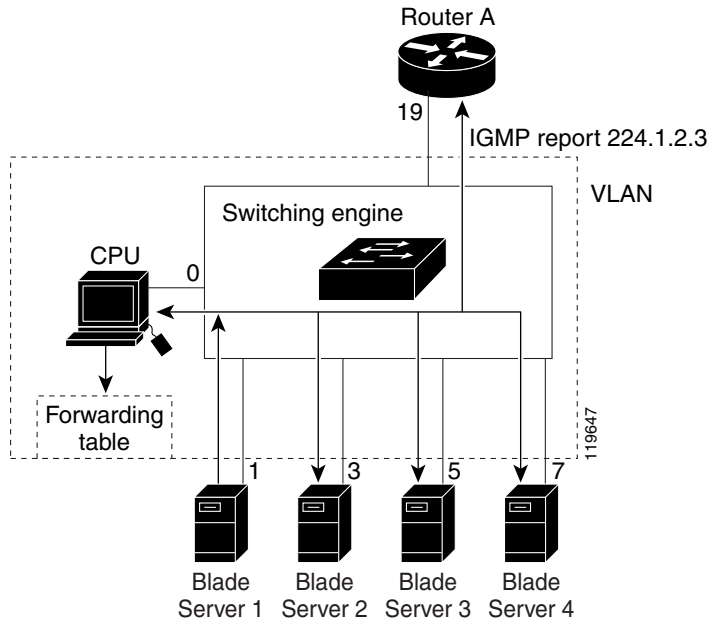 Router A
19
IGMP report 224.1.2.3
VLAN
Switching engine
CPU
0
Forwarding
table
119647
1
3
5
7
Blade
Server 1
Blade
Server 2
Blade
Server 3
Blade
Server 4